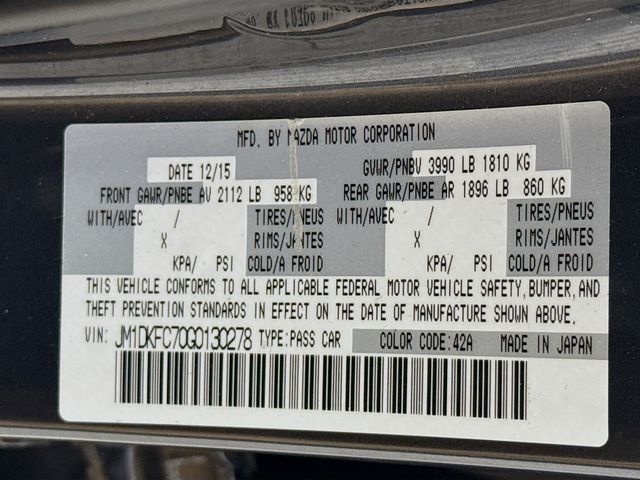 MFD. BY MAZDA MOTOR CORPORATION
DATE 12/15 GVWR/PNBV 3990 LB 1810 KG
FRONT GAWR/PNBE AV 2112 LB 958 KG REAR GAWR/PNBE AR 1896 LB 860 KG
WITH/AVEC / TIRES/PNEUS WITH/AVEC / TIRES/PNEUS
X RIMS/JANTES X RIMS/JANTES
KPA/ PSI COLD/A FROID KPA/ PSI COLD/A FROID
THIS VEHICLE CONFORMS TO ALL APPLICABLE FEDERAL MOTOR VEHICLE SAFETY, BUMPER, AND
THEFT PREVENTION STANDARDS IN EFFECT ON THE DATE OF MANUFACTURE SHOWN ABOVE.
VIN: JM1DKFC70G0130278 TYPE:PASS CAR COLOR CODE:42A MADE IN JAPAN